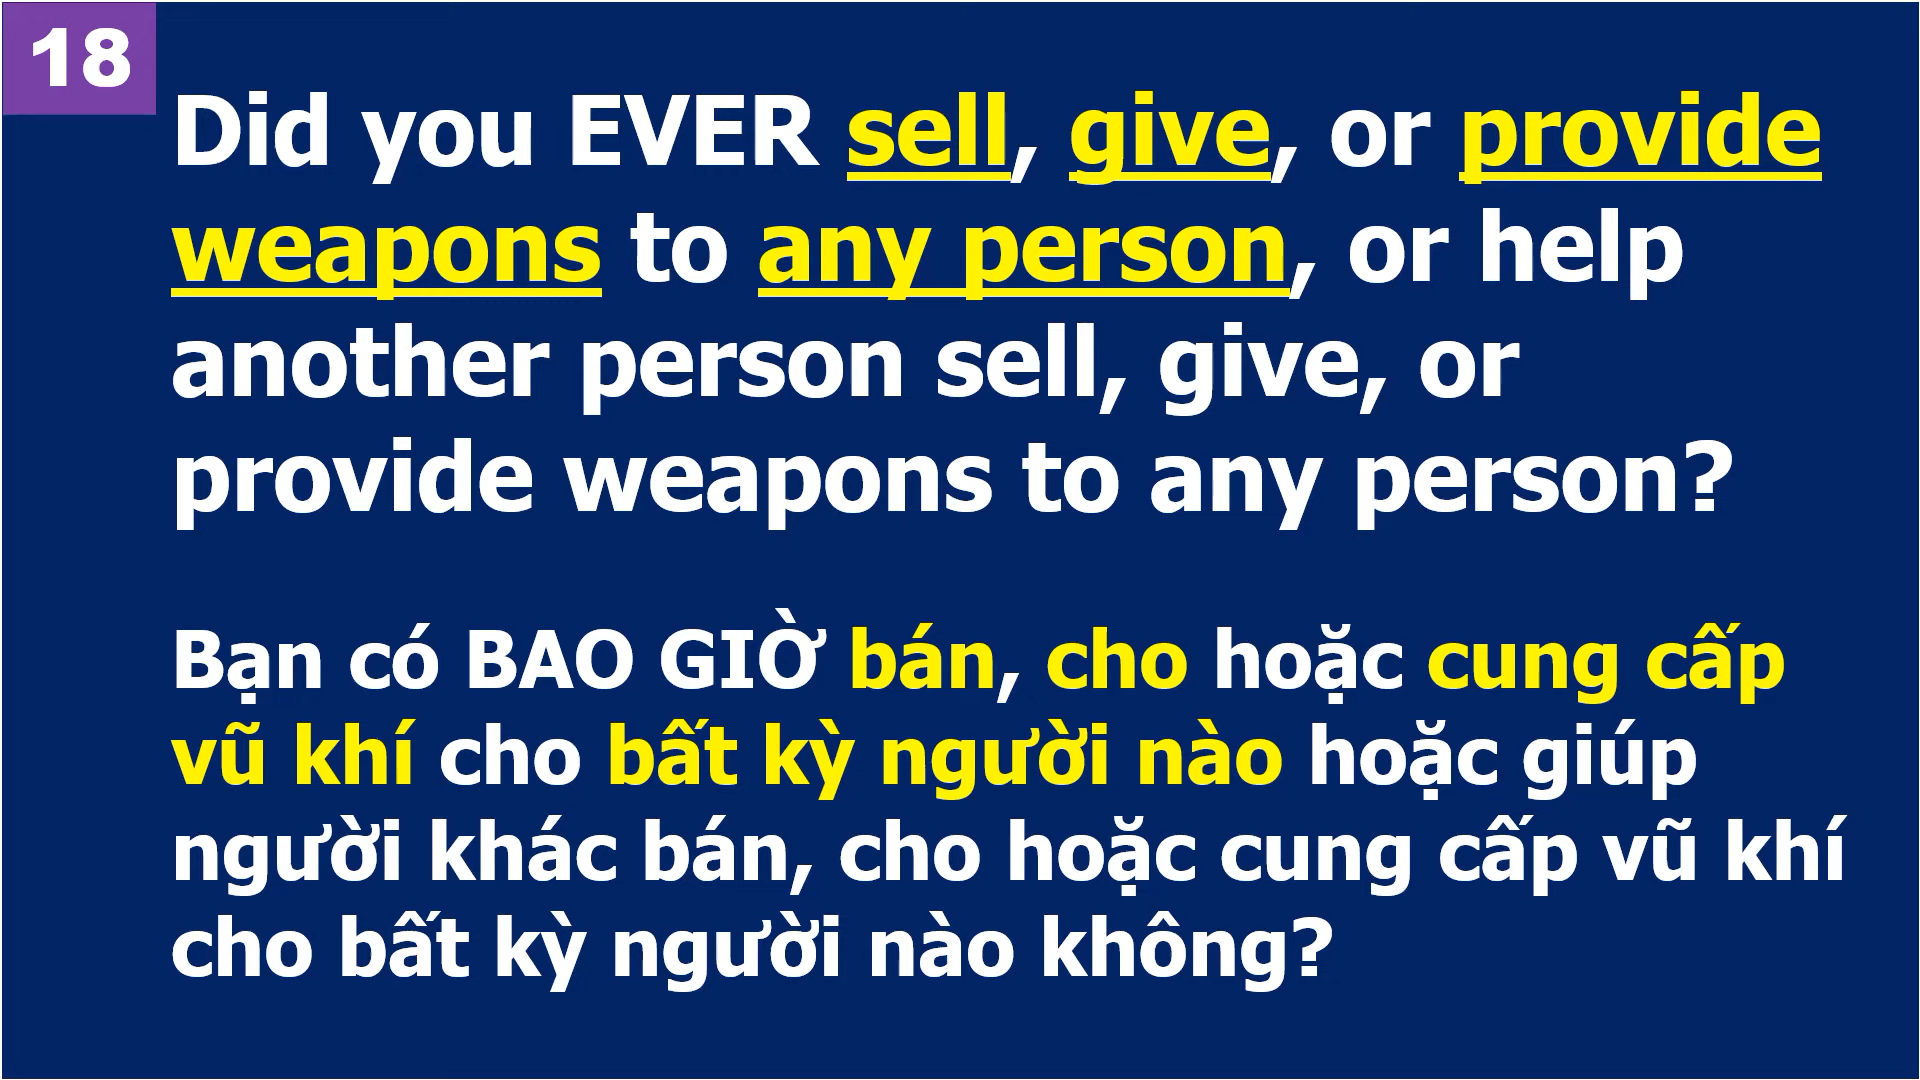 18
Did you EVER sell, give, or provide
weapons to any person, or help
another person sell, give, or
provide weapons to any person?
Bạn có BAO GIỜ bán, cho hoặc cung cấp
vũ khí cho bất kỳ người nào hoặc giúp
người khác bán, cho hoặc cung cấp vũ khí
cho bất kỳ người nào không?